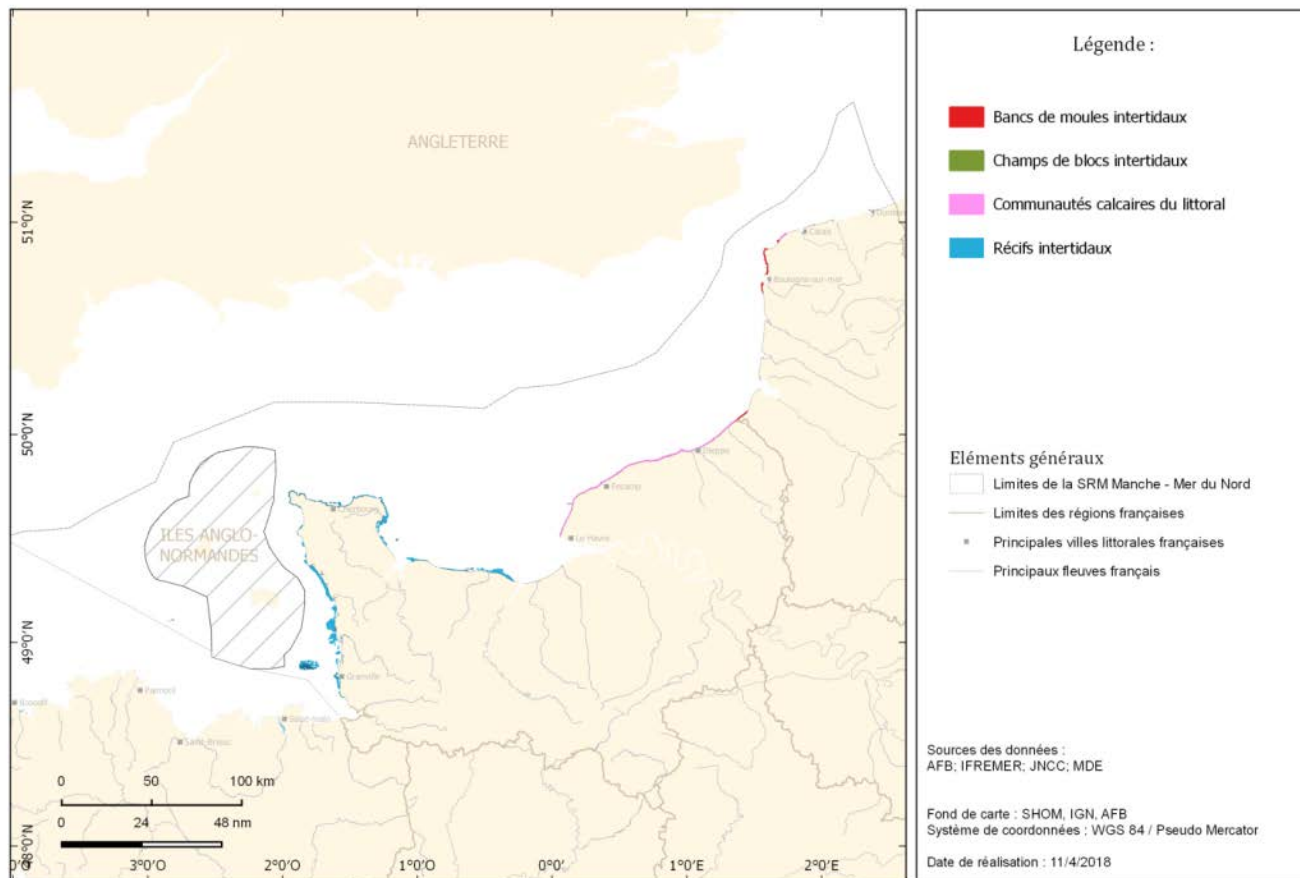 ANGLETERRE
ILES ANGLO-
NORMANDES
Dunkerque
Calais
Boulogne-sur-mer
Dieppe
Fécamp
Le Havre
Cherbourg
Granville
Saint-Malo
Saint-Brieuc
Paimpol
Roscoff
51°0'N
50°0'N
49°0'N
48°0'N
0 50 100 km
0 24 48 nm
3°0'O
2°0'O
1°0'O
0°0'
1°0'E
2°0'E
Légende :
Bancs de moules intertidaux
Champs de blocs intertidaux
Communautés calcaires du littoral
Récifs intertidaux
Eléments généraux
Limites de la SRM Manche - Mer du Nord
Limites des régions françaises
Principales villes littorales françaises
Principaux fleuves français
Sources des données :
AFB; IFREMER; JNCC; MDE
Fond de carte : SHOM, IGN, AFB
Système de coordonnées : WGS 84 / Pseudo Mercator
Date de réalisation : 11/4/2018